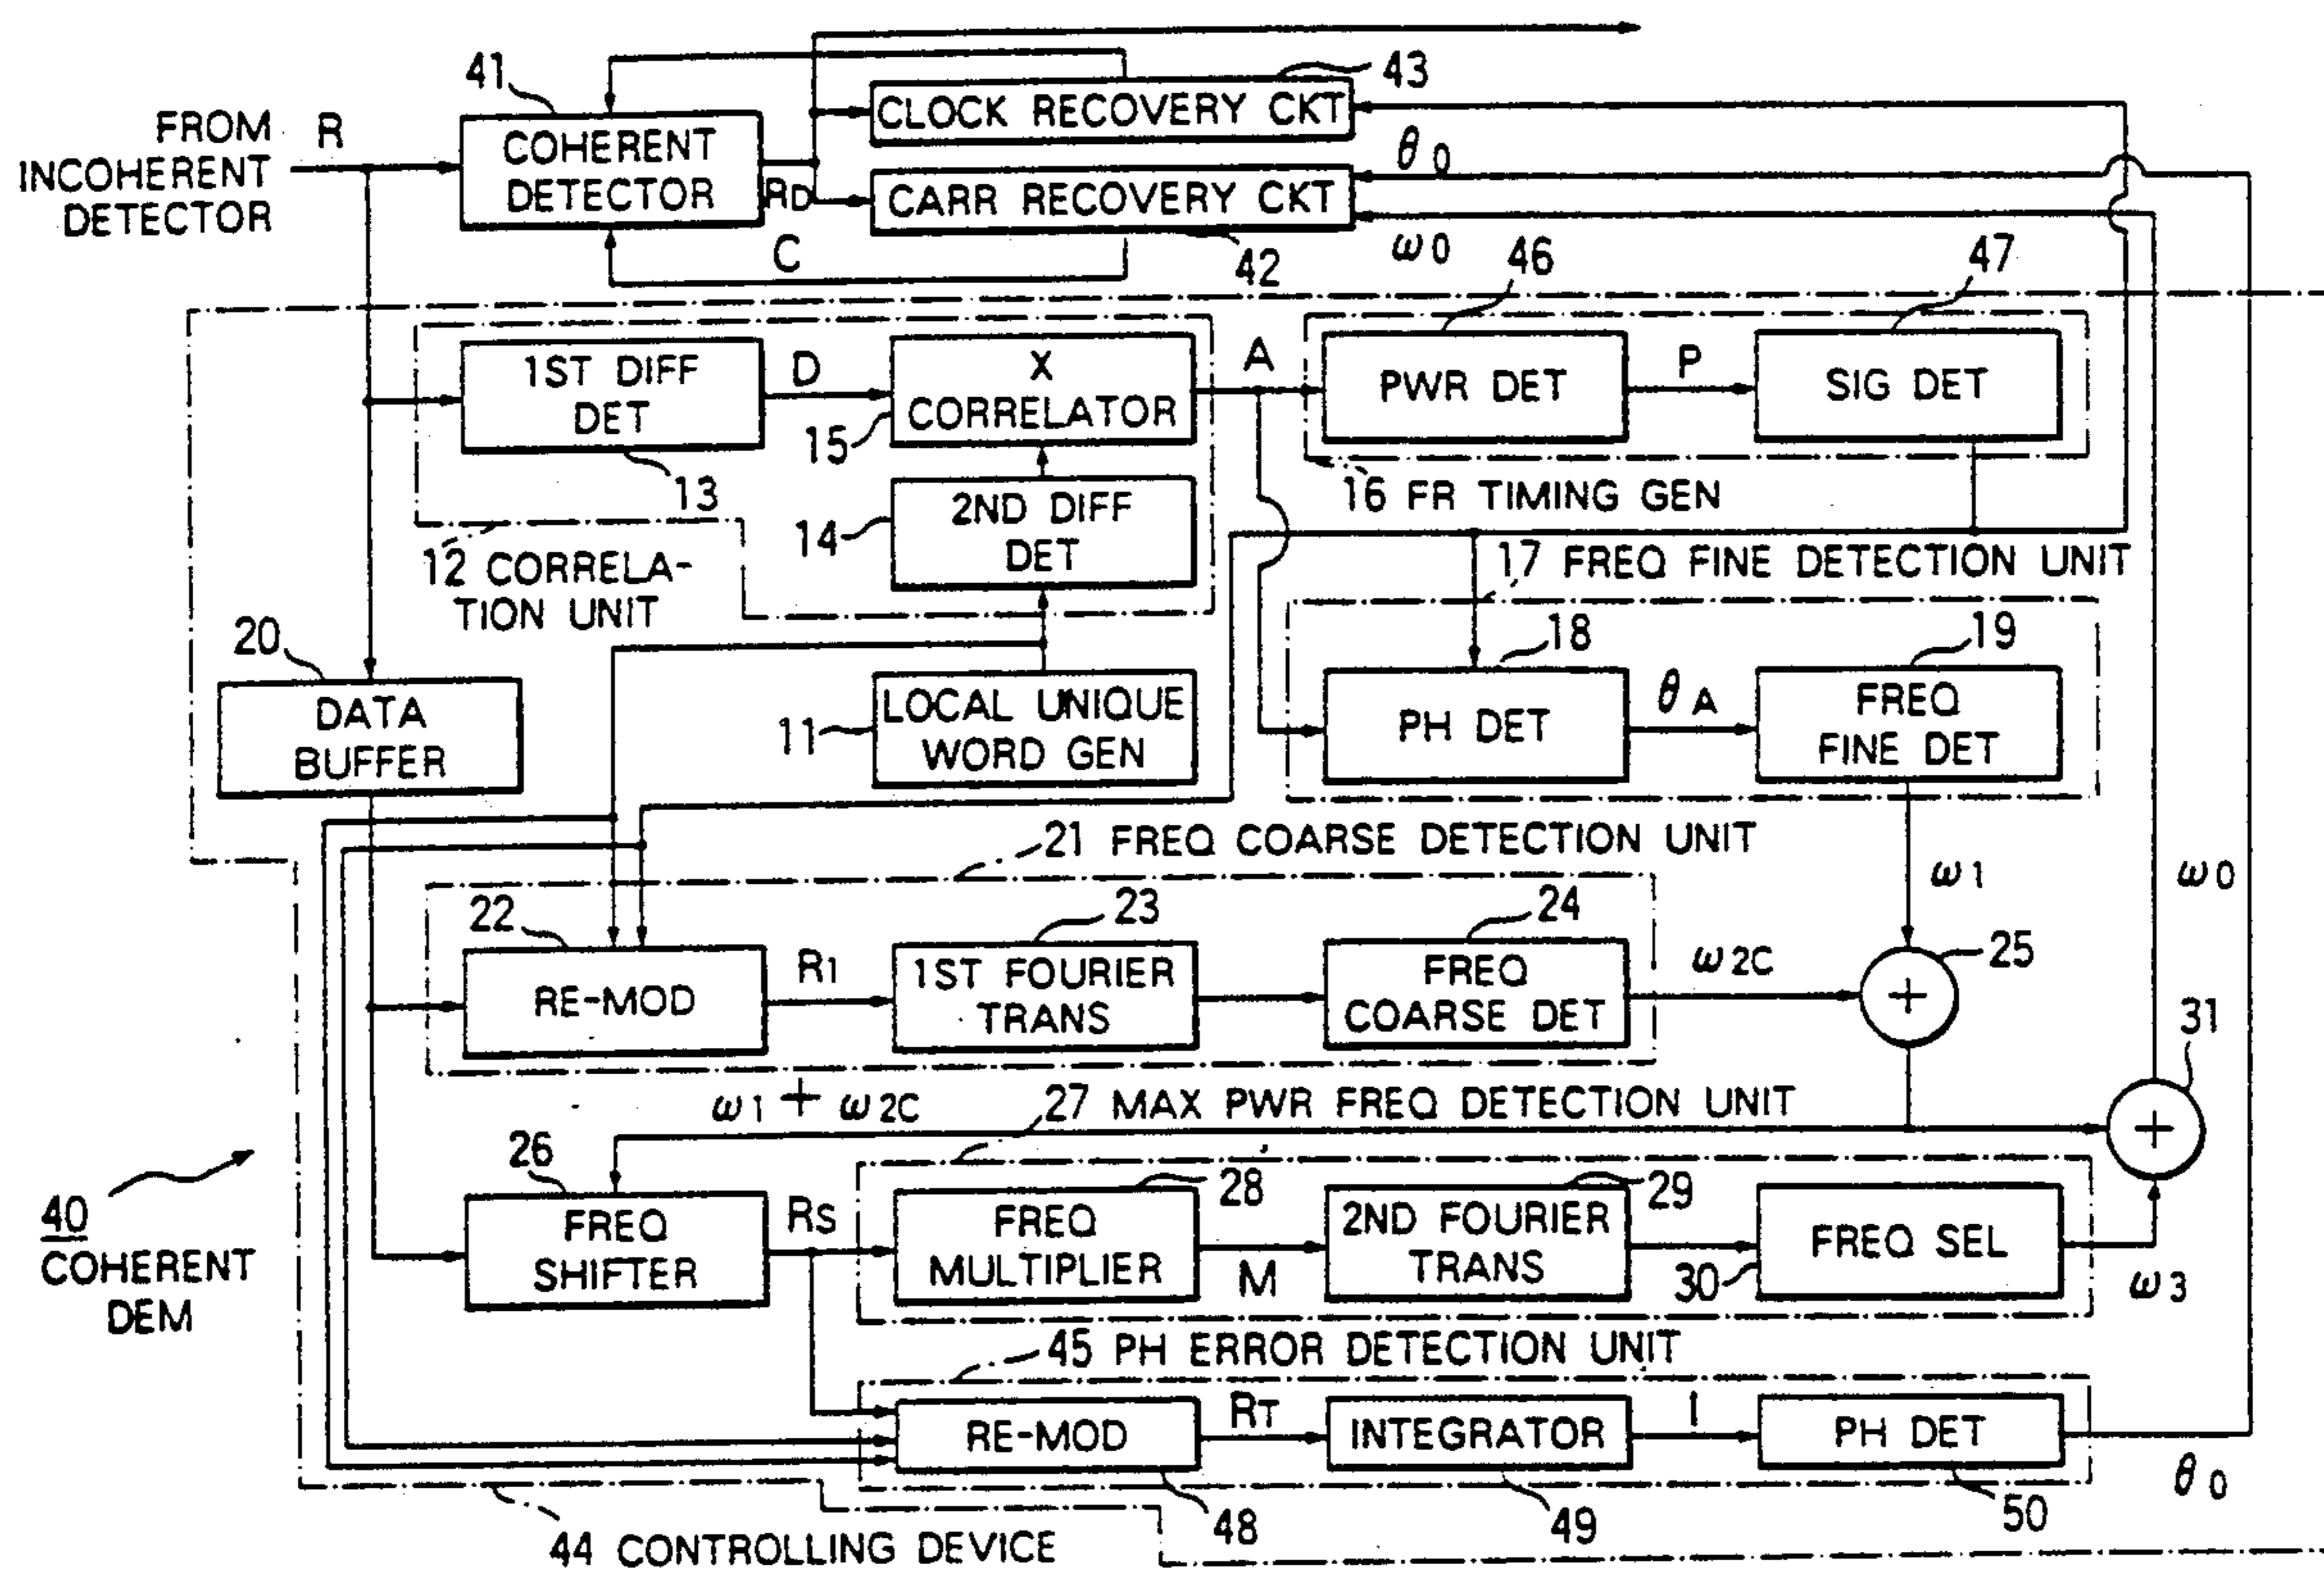 41
43
FROM
INCOHERENT
DETECTOR
R
COHERENT
DETECTOR
RD
CLOCK RECOVERY CKT
CARR RECOVERY CKT
θ0
ω0
C
42
46
47
1ST DIFF
DET
13
D
X
CORRELATOR
15
A
PWR DET
P
SIG DET
16 FR TIMING GEN
2ND DIFF
DET
14
12 CORRELA-
TION UNIT
17 FREQ FINE DETECTION UNIT
20
DATA
BUFFER
11
LOCAL UNIQUE
WORD GEN
18
PH DET
θA
19
FREQ
FINE DET
21 FREQ COARSE DETECTION UNIT
ω1
ω0
22
RE-MOD
R1
23
1ST FOURIER
TRANS
24
FREQ
COARSE DET
ω2C
25
+
31
+
ω1 + ω2C
27 MAX PWR FREQ DETECTION UNIT
26
FREQ
SHIFTER
RS
28
FREQ
MULTIPLIER
M
29
2ND FOURIER
TRANS
30
FREQ SEL
ω3
40
COHERENT
DEM
45 PH ERROR DETECTION UNIT
RE-MOD
48
RT
INTEGRATOR
49
I
PH DET
50
θ0
44 CONTROLLING DEVICE